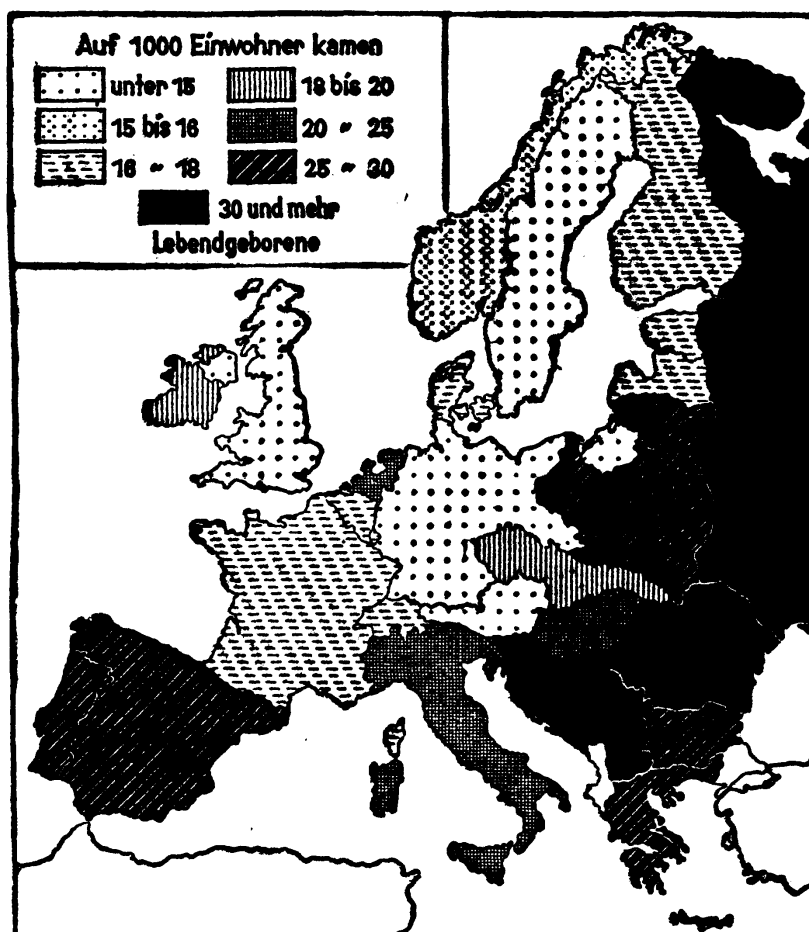 Auf 1000 Einwohner kamen
unter 15
18 bis 20
15 bis 16
20 " 25
16 " 18
25 " 30
30 und mehr
Lebendgeborene